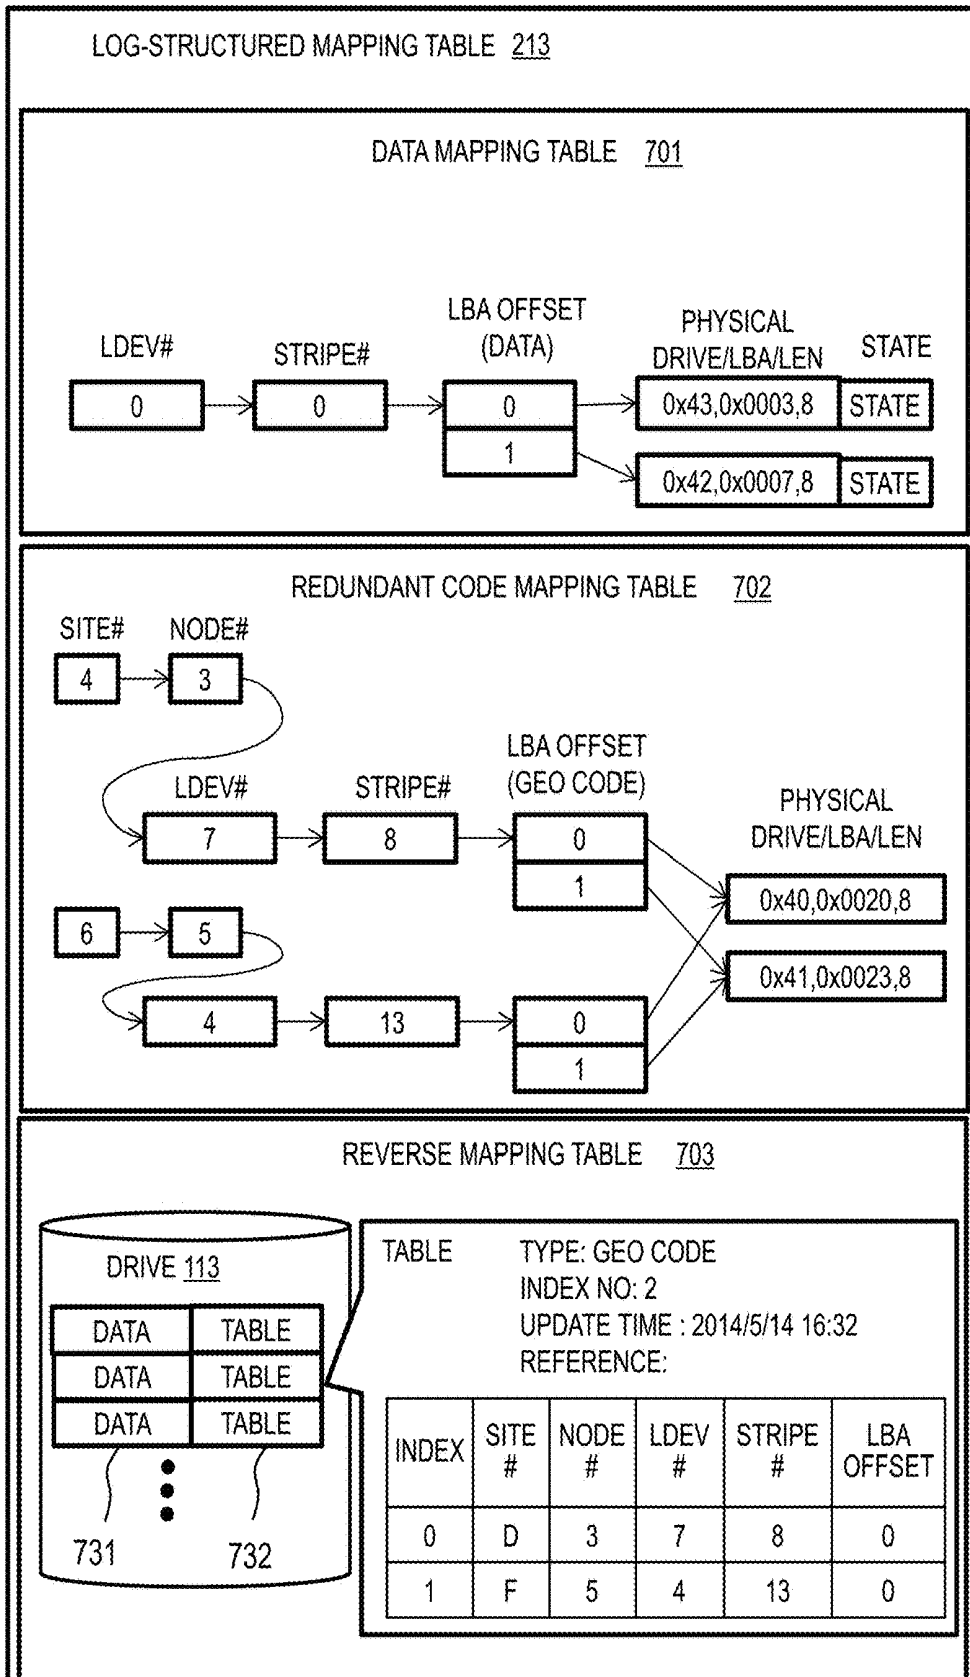 LOG-STRUCTURED MAPPING TABLE 213
DATA MAPPING TABLE 701
LDEV#
STRIPE#
LBA OFFSET
(DATA)
PHYSICAL
DRIVE/LBA/LEN
STATE
0
0
0
0x43,0x0003,8
STATE
1
0x42,0x0007,8
STATE
REDUNDANT CODE MAPPING TABLE 702
SITE#
NODE#
4
3
LDEV#
STRIPE#
LBA OFFSET
(GEO CODE)
PHYSICAL
DRIVE/LBA/LEN
7
8
0
1
0x40,0x0020,8
6
5
0x41,0x0023,8
4
13
0
1
REVERSE MAPPING TABLE 703
DRIVE 113
DATA TABLE
DATA TABLE
DATA TABLE
731
732
TABLE
TYPE: GEO CODE
INDEX NO: 2
UPDATE TIME : 2014/5/14 16:32
REFERENCE:
INDEX SITE # NODE # LDEV # STRIPE # LBA OFFSET
0 D 3 7 8 0
1 F 5 4 13 0